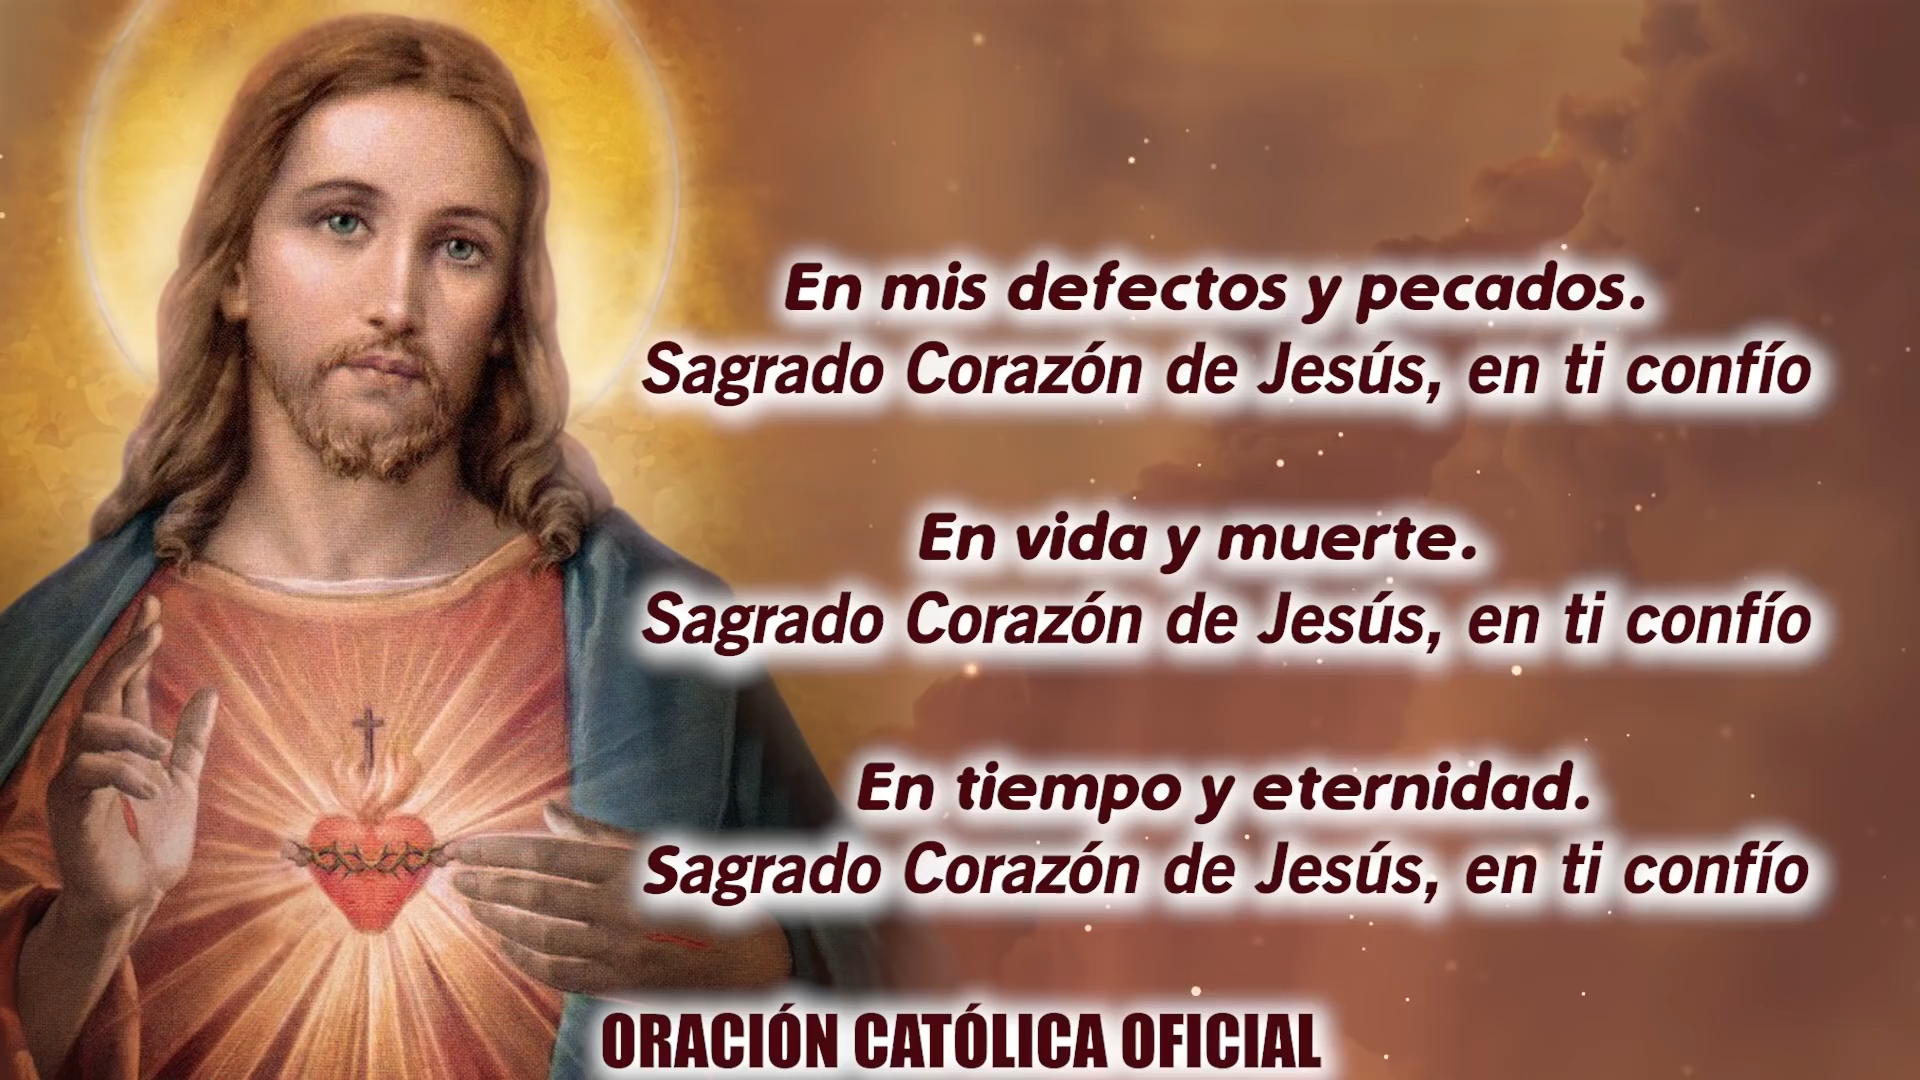 En mis defectos y pecados.
Sagrado Corazón de Jesús, en ti confío
En vida y muerte.
Sagrado Corazón de Jesús, en ti confío
En tiempo y eternidad.
Sagrado Corazón de Jesús, en ti confío
ORACIÓN CATÓLICA OFICIAL